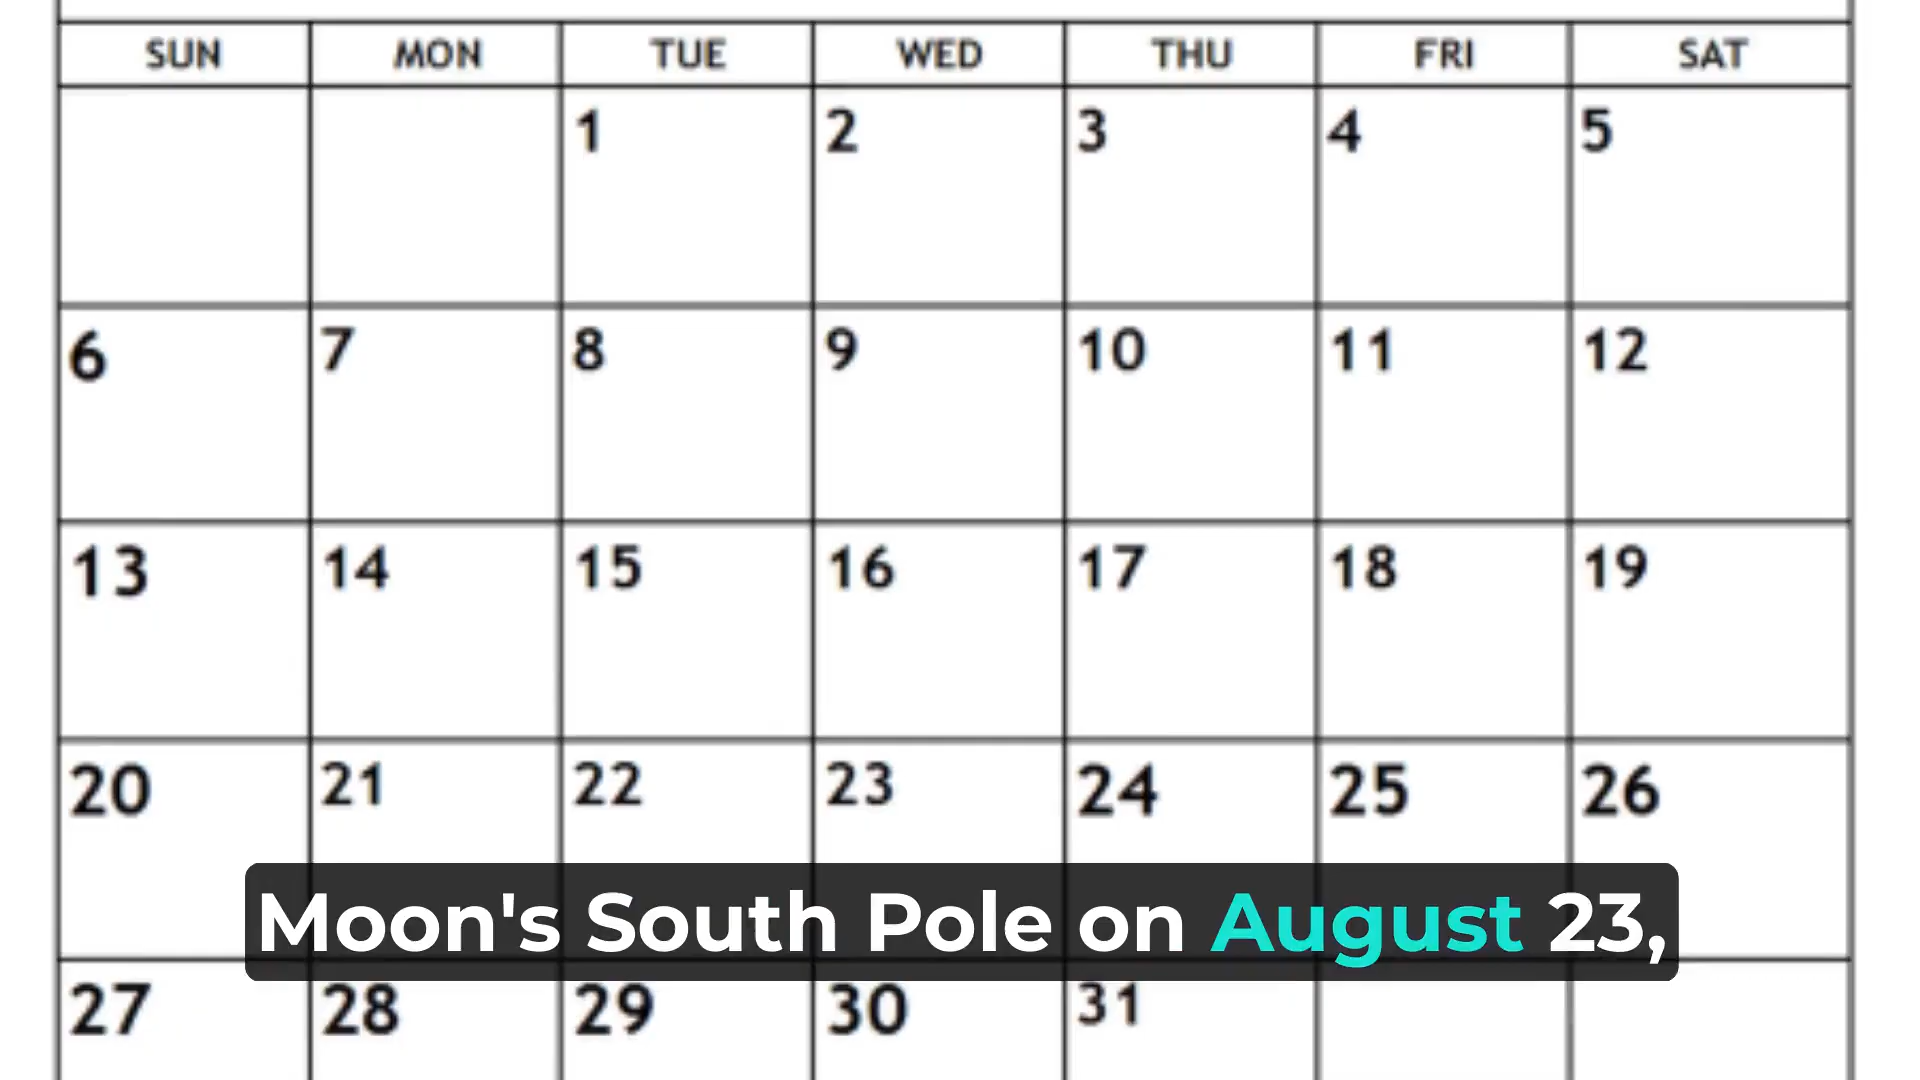 SUN MON TUE WED THU FRI SAT
1 2 3 4 5
6 7 8 9 10 11 12
13 14 15 16 17 18 19
20 21 22 23 24 25 26
Moon's South Pole on August 23,
27 28 29 30 31